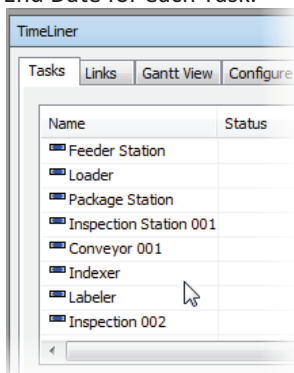 End Date for each Task.
TimeLiner
Tasks Links Gantt View Configure
Name Status
Feeder Station
Loader
Package Station
Inspection Station 001
Conveyor 001
Indexer
Labeler
Inspection 002